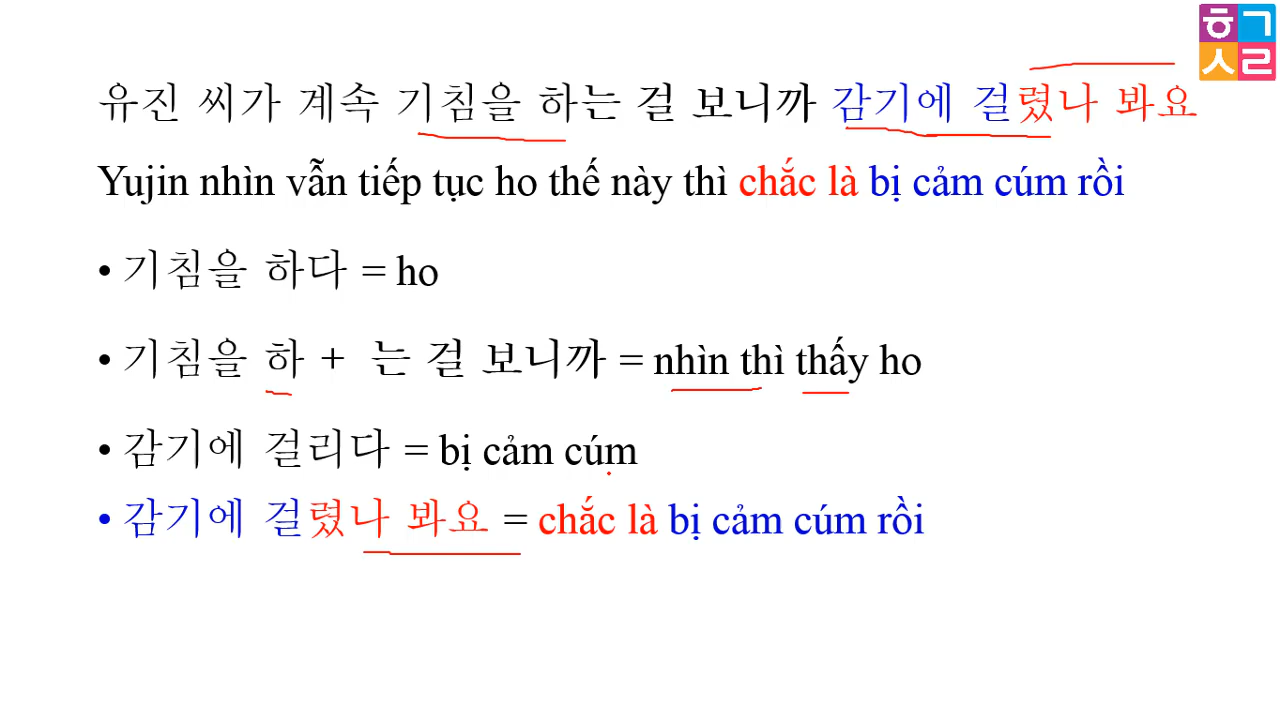 ㅎㄱ
ㅅㄹ
유진 씨가 계속 기침을 하는 걸 보니까 감기에 걸렸나 봐요
Yujin nhìn vẫn tiếp tục ho thế này thì chắc là bị cảm cúm rồi
• 기침을 하다 = ho
• 기침을 하 + 는 걸 보니까 = nhìn thì thấy ho
• 감기에 걸리다 = bị cảm cúm
• 감기에 걸렸나 봐요 = chắc là bị cảm cúm rồi